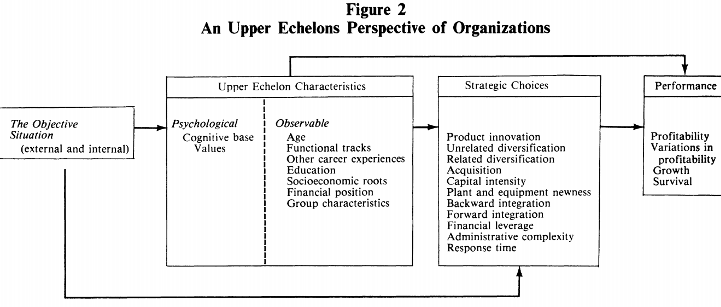 Figure 2
An Upper Echelons Perspective of Organizations
The Objective
Situation
(external and internal)
Upper Echelon Characteristics
Psychological
Cognitive base
Values
Observable
Age
Functional tracks
Other career experiences
Education
Socioeconomic roots
Financial position
Group characteristics
Strategic Choices
Product innovation
Unrelated diversification
Related diversification
Acquisition
Capital intensity
Plant and equipment newness
Backward integration
Forward integration
Financial leverage
Administrative complexity
Response time
Performance
Profitability
Variations in
profitability
Growth
Survival